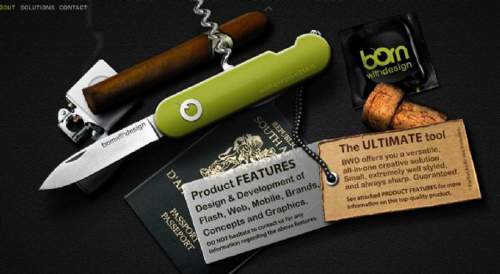 ABOUT SOLUTIONS CONTACT
born
withdesign
bornwithdesign
REPUBLIC
SOUTH
PASSPORT
PASSEPORT
Product FEATURES
Design & Development of
Flash, Web, Mobile, Brands,
Concepts and Graphics.
DO NOT hesitate to contact us for any
information regarding the above features.
The ULTIMATE tool
BWD offers you a versatile,
all-in-one creative solution
Small, extremely well styled,
and always sharp. Guaranteed.
See attached PRODUCT FEATURES for more
information on this top-quality product.